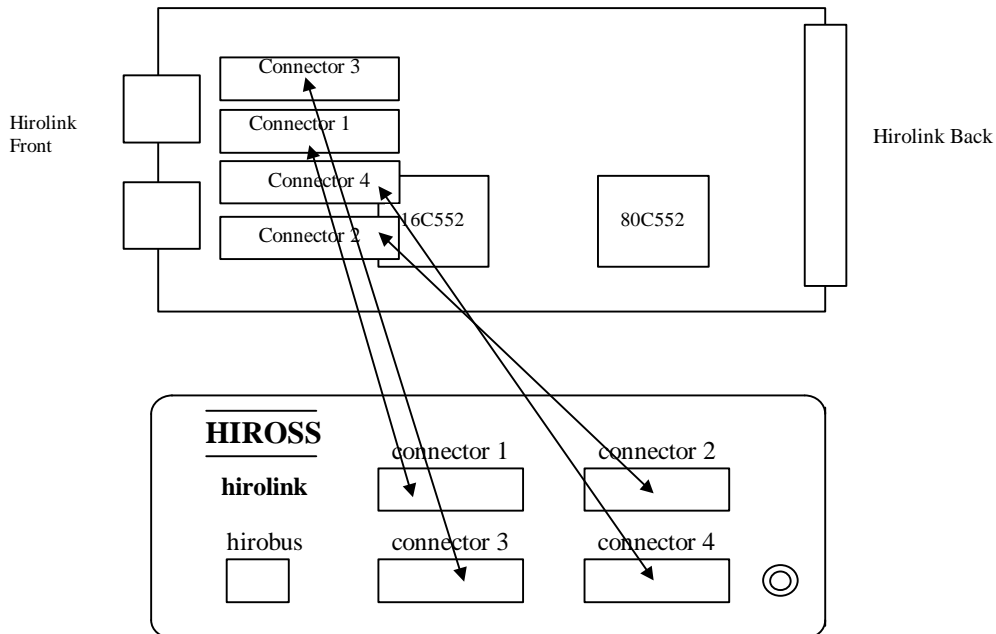 Connector 3
Hirolink
Front
Connector 1
Hirolink Back
Connector 4
16C552
80C552
Connector 2
HIROSS
connector 1
connector 2
hirolink
hirobus
connector 3
connector 4